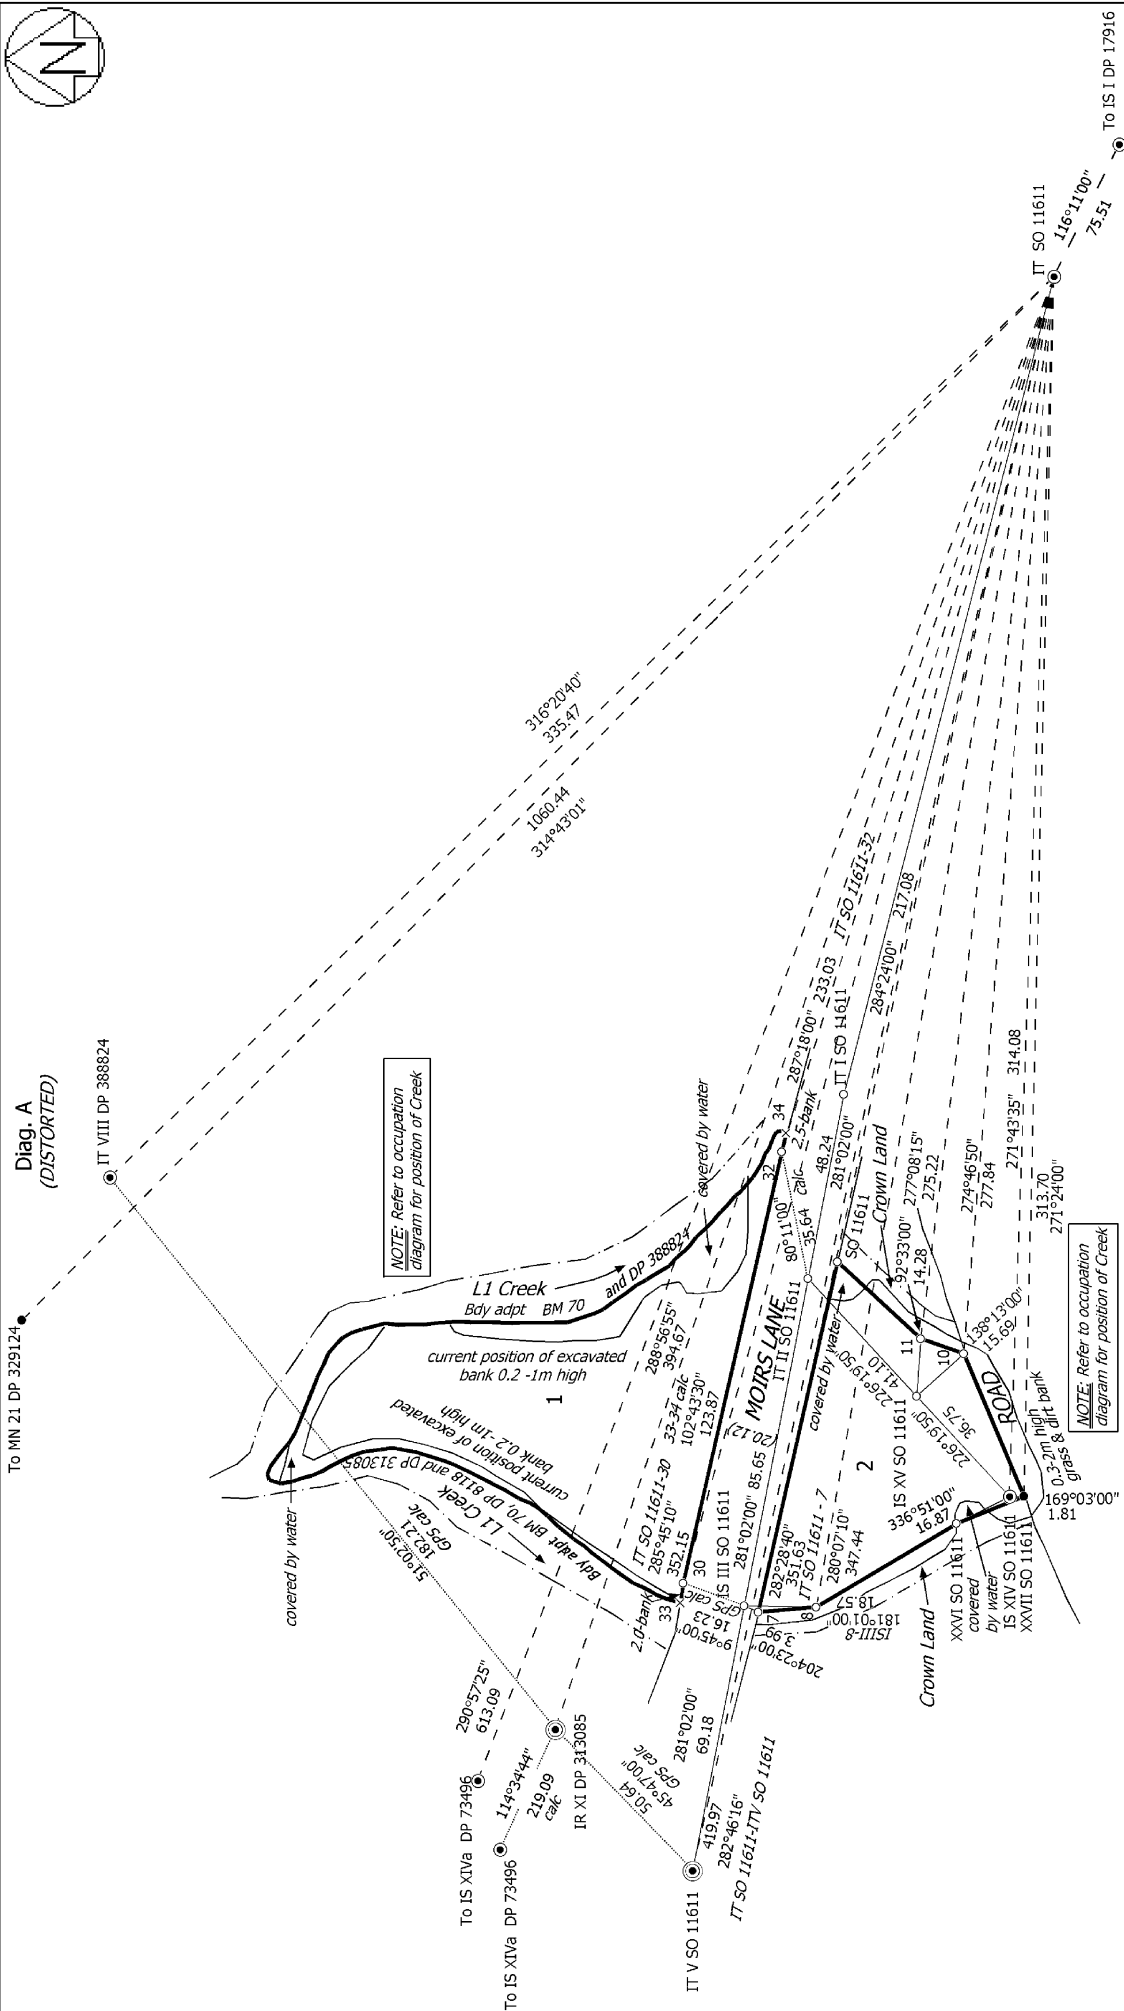 N
To IS I DP 17916
IT SO 11611
116°11'00"
75.51
Diag. A
(DISTORTED)
To MN 21 DP 329124
IT VIII DP 388824
316°20'40"
335.47
1060.44
314°43'01"
NOTE: Refer to occupation
diagram for position of Creek
covered by water
L1 Creek
Bdy adpt BM 70
and DP 388824
current position of excavated
bank 0.2 -1m high
1
current position of excavated
bank 0.2 -1m high
Bdy adpt BM 70, DP 8118 and DP 313085
L1 Creek
covered by water
51°02'50"
182.21
GPS calc
34
32
2.5-bank
80°11'00" calc
35.64
287°18'00"
233.03
IT SO 11611-32
IT I SO 11611
48.24
281°02'00"
284°24'00"
217.08
288°56'55"
394.67
33-34 calc
102°43'30"
123.87
IT SO 11611-30
285°45'10"
352.15
30
33
2.0-bank
MOIRS LANE
(20.12)
IT II SO 11611
281°02'00" 85.65
IS III SO 11611
GPS calc
16.23
9°45'00"
SO 11611
Crown Land
covered by water
92°33'00"
14.28
277°08'15"
275.22
11
10
274°46'50"
277.84
138°13'00"
15.69
271°43'35" 314.08
313.70
271°24'00"
226°19'50"
41.10
IS XV SO 11611
226°19'50"
36.75
ROAD
0.3-2m high
grass & dirt bank
NOTE: Refer to occupation
diagram for position of Creek
169°03'00"
1.81
2
282°28'40"
351.63
IT SO 11611 - 7
280°07'10"
347.44
336°51'00"
16.87
XXVI SO 11611
covered
by water
IS XIV SO 11611
XXVII SO 11611
7
8
3.99
204°23'00"
18.57
181°01'00"
ISIII-8
Crown Land
281°02'00"
69.18
50.64
45°47'00"
GPS calc
419.97
282°46'16"
IT SO 11611-ITV SO 11611
IT V SO 11611
IR XI DP 313085
114°34'44"
219.09
calc
290°57'25"
613.09
To IS XIVa DP 73496
To IS XIVa DP 73496